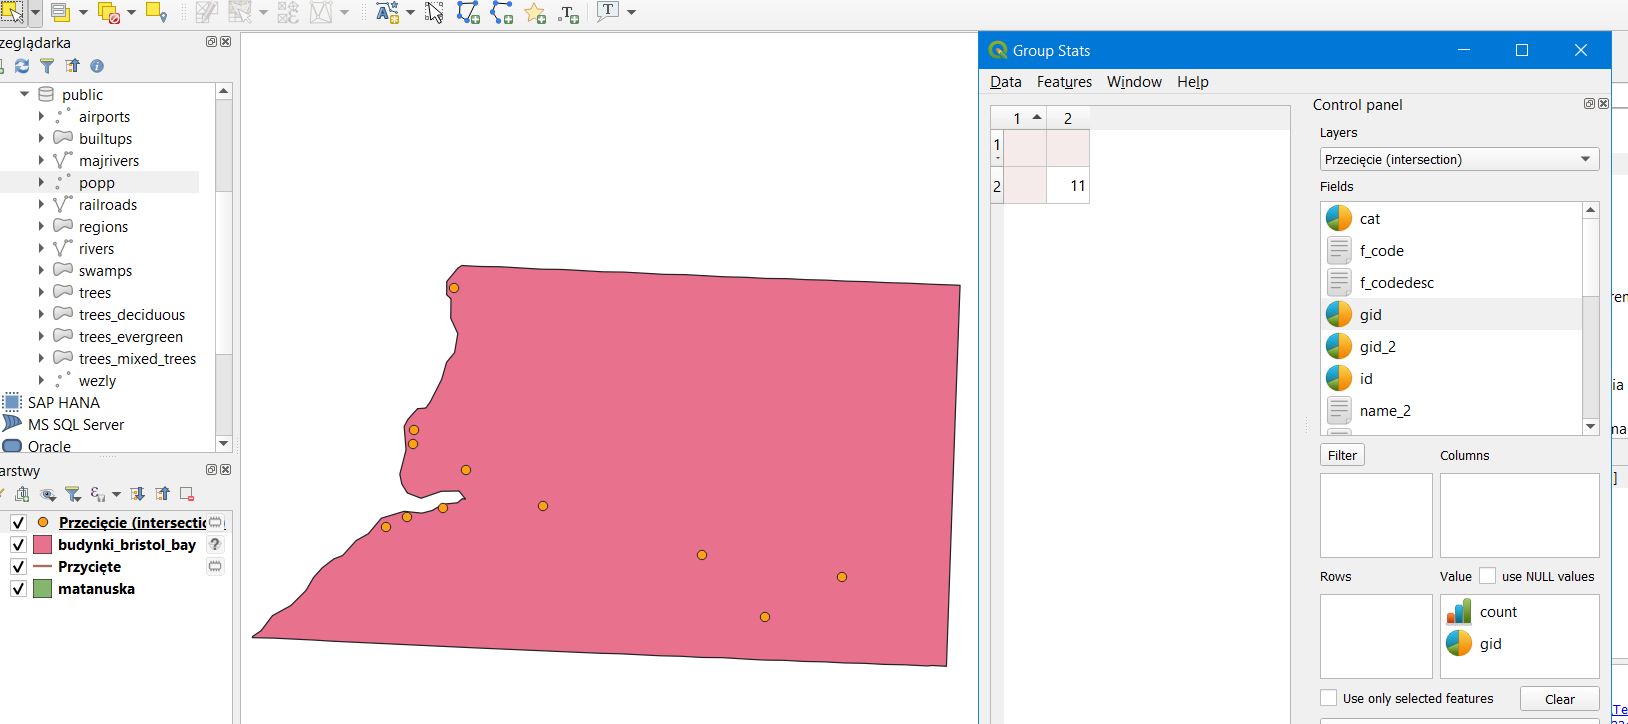 T
T
zeglądarka
public
airports
builtups
majrivers
popp
railroads
regions
rivers
swamps
trees
trees_deciduous
trees_evergreen
trees_mixed_trees
wezly
SAP HANA
MS SQL Server
Oracle
arstwy
Przecięcie (intersectic
budynki_bristol_bay
?
Przycięte
matanuska
Group Stats
Data Features Window Help
1 2
1
2 11
Control panel
Layers
Przecięcie (intersection)
Fields
cat
f_code
f_codedesc
gid
gid_2
id
name_2
Filter
Columns
Rows
Value use NULL values
count
gid
Use only selected features
Clear
ren
ia
ma
]
\Te